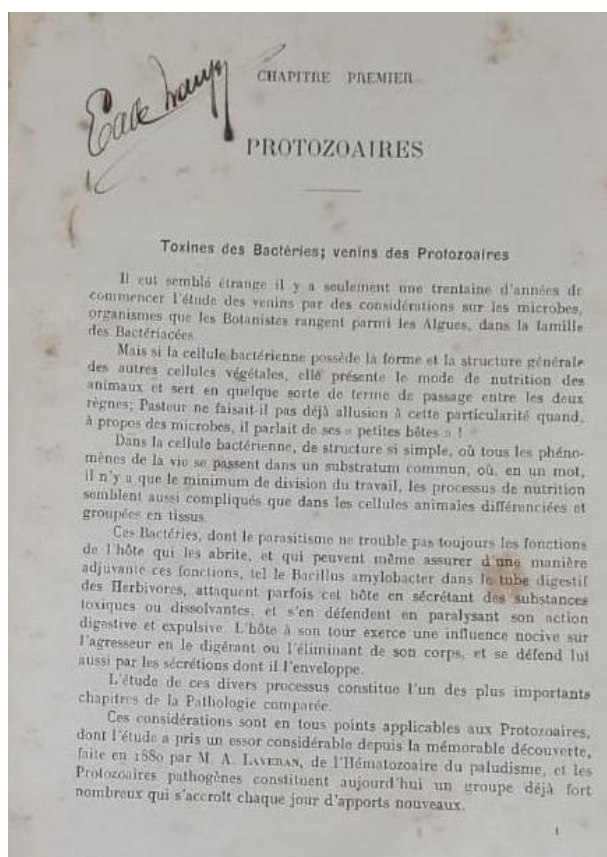 CHAPITRE PREMIER
PROTOZOAIRES
Toxines des Bactéries; venins des Protozoaires
Il eut semblé étrange il y a seulement une trentaine d'années de
commencer l'étude des venins par des considérations sur les microbes,
organismes que les Botanistes rangent parmi les Algues, dans la famille
des Bactériacées.
Mais si la cellule bactérienne possède la forme et la structure générale
des autres cellules végétales, elle présente le mode de nutrition des
animaux et sert en quelque sorte de terme de passage entre les deux
règnes; Pasteur ne faisait-il pas déjà allusion à cette particularité quand,
à propos des microbes, il parlait de ses « petites bêtes » !
Dans la cellule bactérienne, de structure si simple, où tous les phéno-
mènes de la vie se passent dans un substratum commun, où, en un mot,
il n'y a que le minimum de division du travail, les processus de nutrition
semblent aussi compliqués que dans les cellules animales différenciées et
groupées en tissus.
Ces Bactéries, dont le parasitisme ne trouble pas toujours les fonctions
de l'hôte qui les abrite, et qui peuvent même assurer d'une manière
adjuvante ces fonctions, tel le Bacillus amylobacter dans le tube digestif
des Herbivores, attaquent parfois cet hôte en sécrétant des substances
toxiques ou dissolvantes, et s'en défendent en paralysant son action
digestive et expulsive. L'hôte à son tour exerce une influence nocive sur
l'agresseur en le digérant ou l'éliminant de son corps, et se défend lui
aussi par les sécrétions dont il l'enveloppe.
L'étude de ces divers processus constitue l'un des plus importants
chapitres de la Pathologie comparée.
Ces considérations sont en tous points applicables aux Protozoaires,
dont l'étude a pris un essor considérable depuis la mémorable découverte,
faite en 1880 par M. A. LAVERAN, de l'Hématozoaire du paludisme, et les
Protozoaires pathogènes constituent aujourd'hui un groupe déjà fort
nombreux qui s'accroît chaque jour d'apports nouveaux.
1